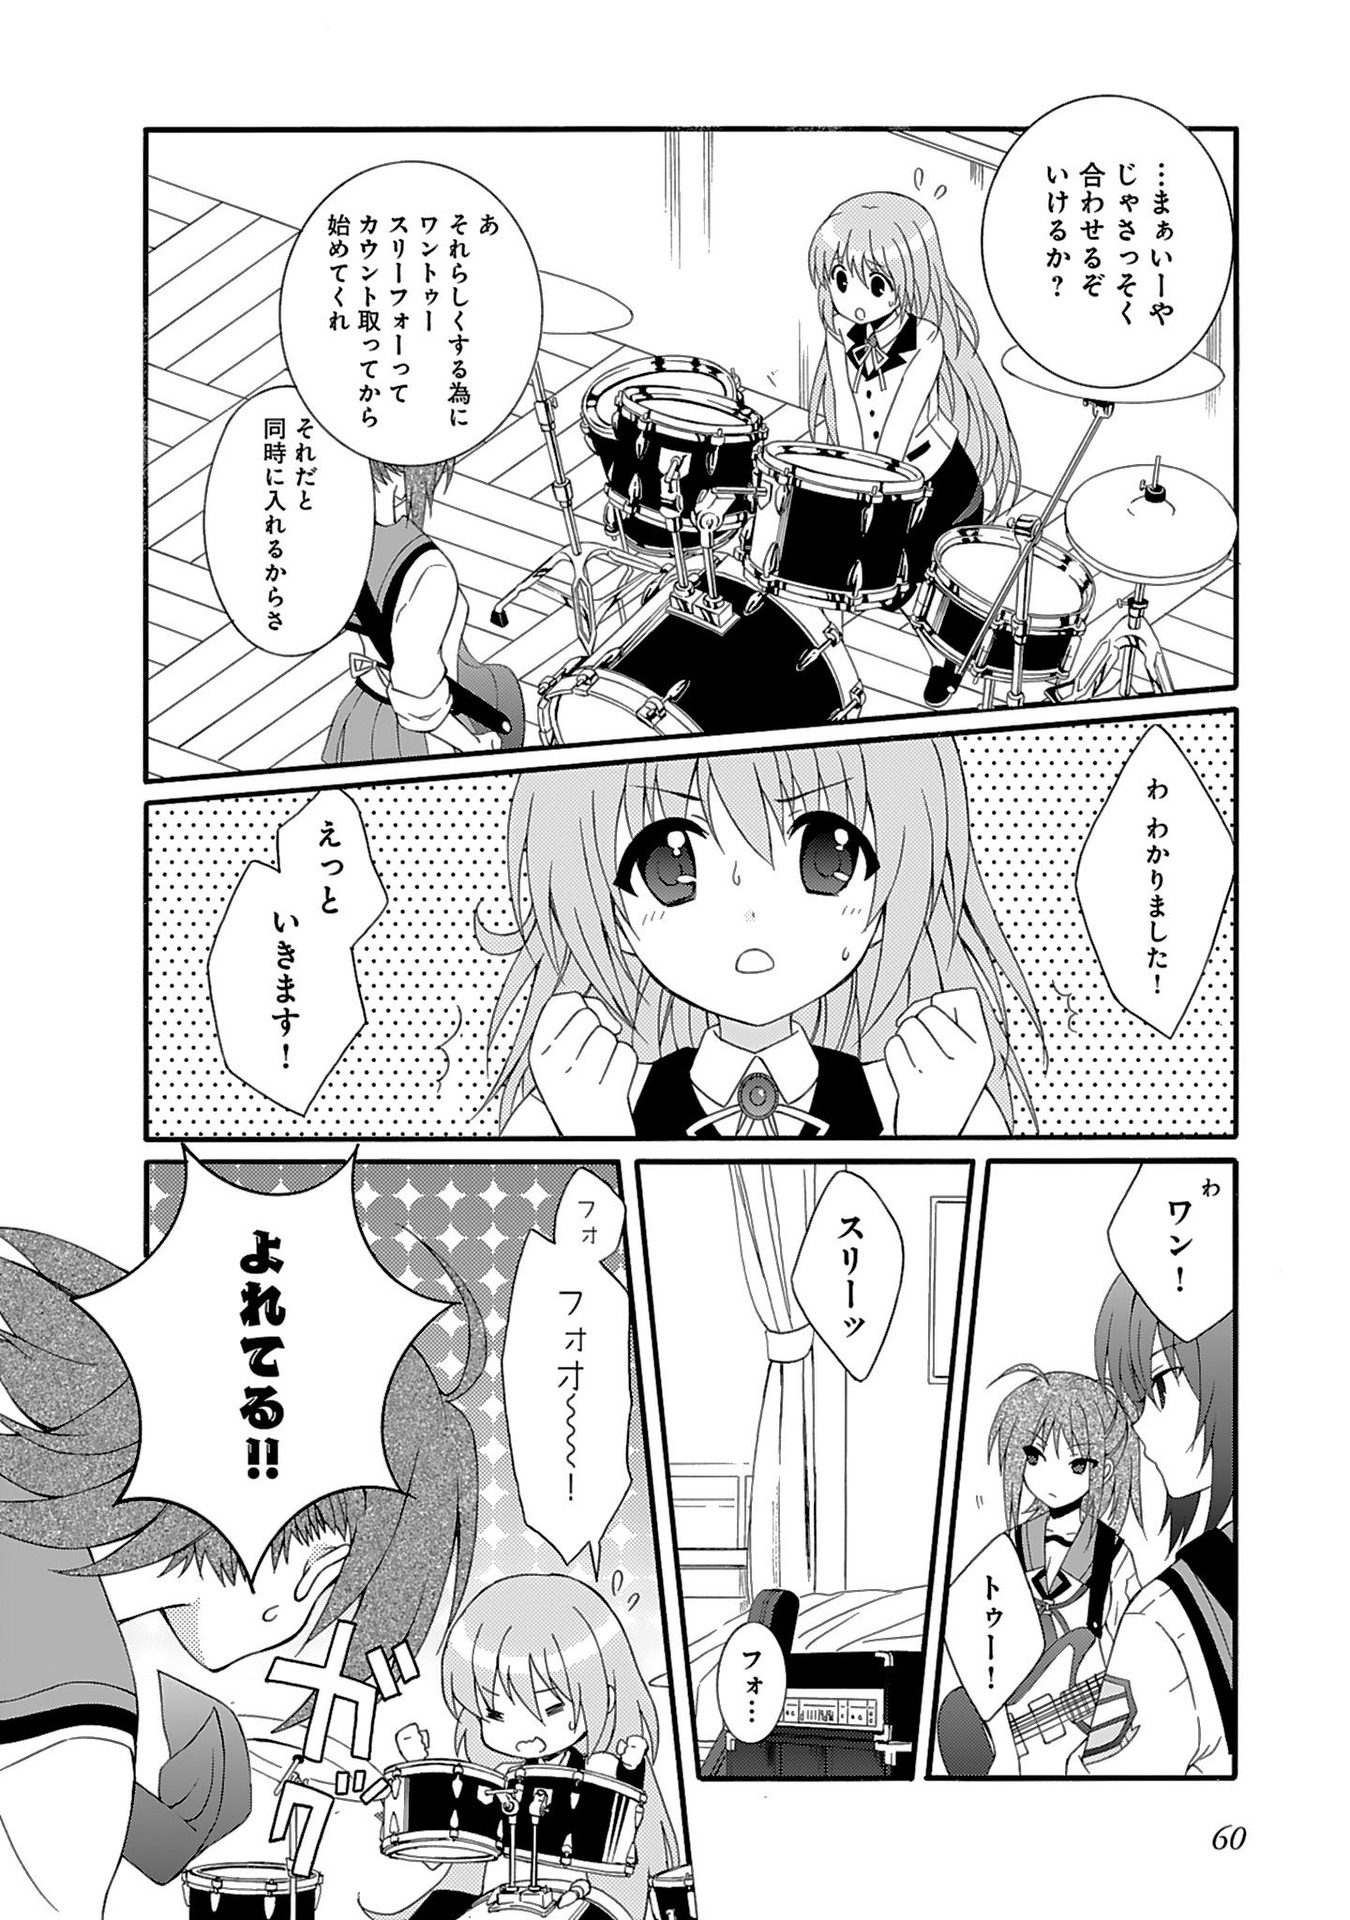 …まぁいーや
じゃさっそく
合わせるぞ
いけるか？
あ
それらしくする為に
ワントゥー
スリーフォーって
カウント取ってから
始めてくれ
それだと
同時に入れるからさ
わ わかりました！
えっと
いきます！
わ
ワン！
トゥー！
スリーッ
フォ…
フォ
フォオ〜〜〜！
よれてる!!
ガガッ
60